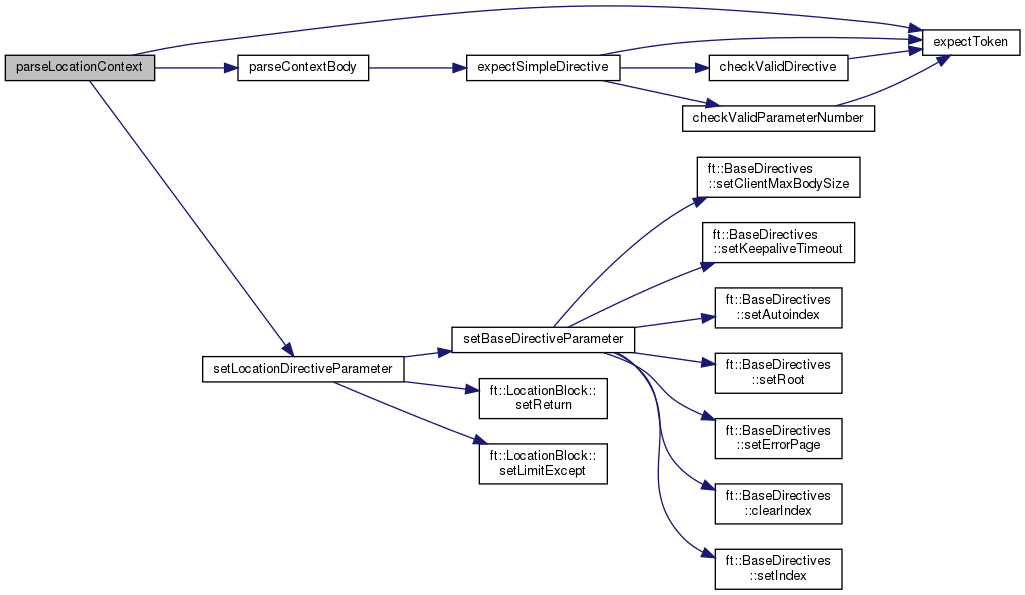 parseLocationContext
expectToken
parseContextBody
expectSimpleDirective
checkValidDirective
checkValidParameterNumber
ft::BaseDirectives
::setClientMaxBodySize
ft::BaseDirectives
::setKeepaliveTimeout
ft::BaseDirectives
::setAutoindex
setBaseDirectiveParameter
setLocationDirectiveParameter
ft::BaseDirectives
::setRoot
ft::LocationBlock::
setReturn
ft::BaseDirectives
::setErrorPage
ft::LocationBlock::
setLimitExcept
ft::BaseDirectives
::clearIndex
ft::BaseDirectives
::setIndex